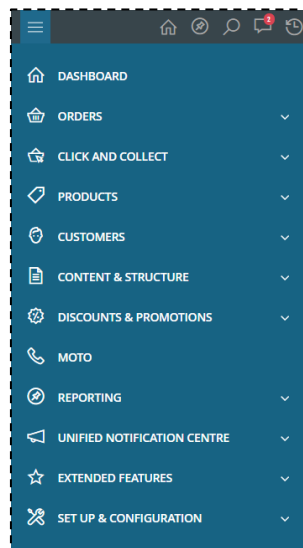 2
DASHBOARD
ORDERS
CLICK AND COLLECT
PRODUCTS
CUSTOMERS
CONTENT & STRUCTURE
DISCOUNTS & PROMOTIONS
MOTO
REPORTING
UNIFIED NOTIFICATION CENTRE
EXTENDED FEATURES
SET UP & CONFIGURATION